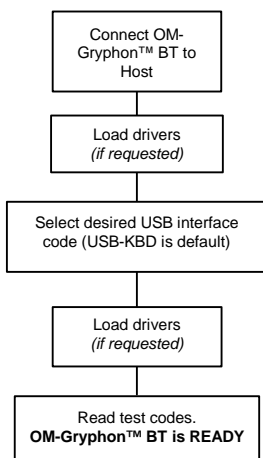 Connect OM-
Gryphon™ BT to
Host
Load drivers
(if requested)
Select desired USB interface
code (USB-KBD is default)
Load drivers
(if requested)
Read test codes.
OM-Gryphon™ BT is READY